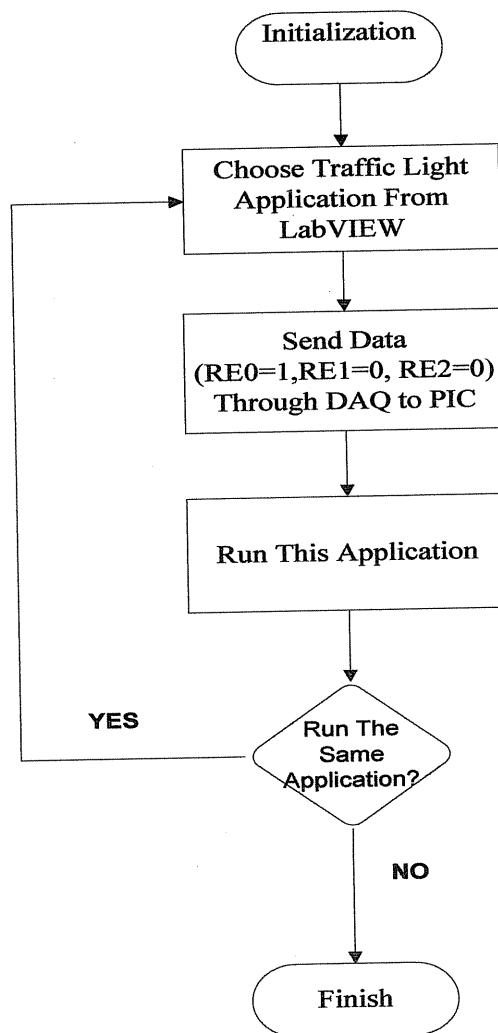 Initialization
Choose Traffic Light
Application From
LabVIEW
Send Data
(RE0=1,RE1=0, RE2=0)
Through DAQ to PIC
Run This Application
YES
Run The
Same
Application?
NO
Finish